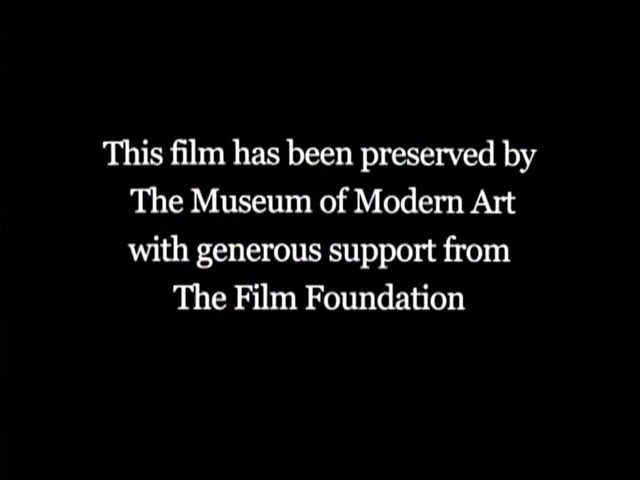 This film has been preserved by
The Museum of Modern Art
with generous support from
The Film Foundation